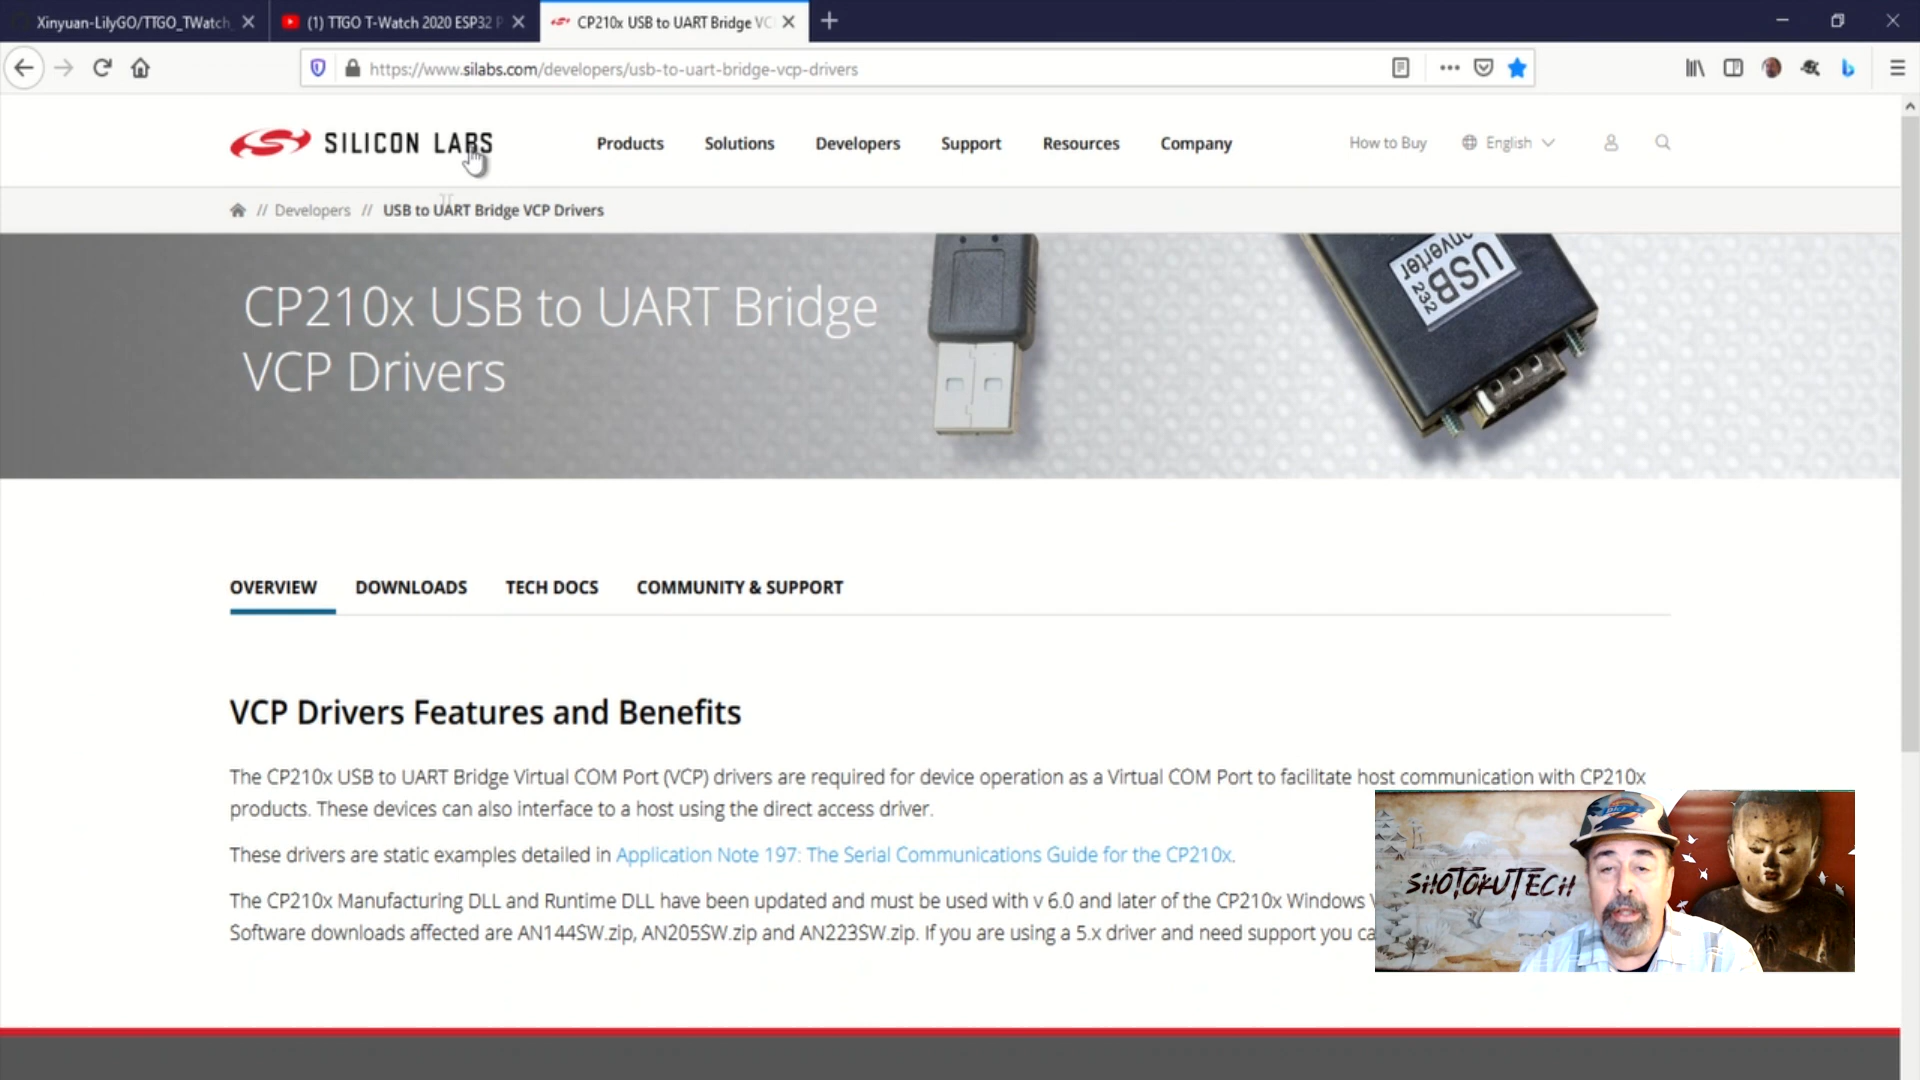 Xinyuan-LilyGO/TTGO_TWatch_
(1) TTGO T-Watch 2020 ESP32 P
CP210x USB to UART Bridge VC
https://www.silabs.com/developers/usb-to-uart-bridge-vcp-drivers
SILICON LABS
Products Solutions Developers Support Resources Company How to Buy English
// Developers // USB to UART Bridge VCP Drivers
CP210x USB to UART Bridge
VCP Drivers
USB
232 Converter
OVERVIEW DOWNLOADS TECH DOCS COMMUNITY & SUPPORT
VCP Drivers Features and Benefits
The CP210x USB to UART Bridge Virtual COM Port (VCP) drivers are required for device operation as a Virtual COM Port to facilitate host communication with CP210x
products. These devices can also interface to a host using the direct access driver.
These drivers are static examples detailed in Application Note 197: The Serial Communications Guide for the CP210x.
The CP210x Manufacturing DLL and Runtime DLL have been updated and must be used with v 6.0 and later of the CP210x Windows V
Software downloads affected are AN144SW.zip, AN205SW.zip and AN223SW.zip. If you are using a 5.x driver and need support you ca
SHOTOKUTECH